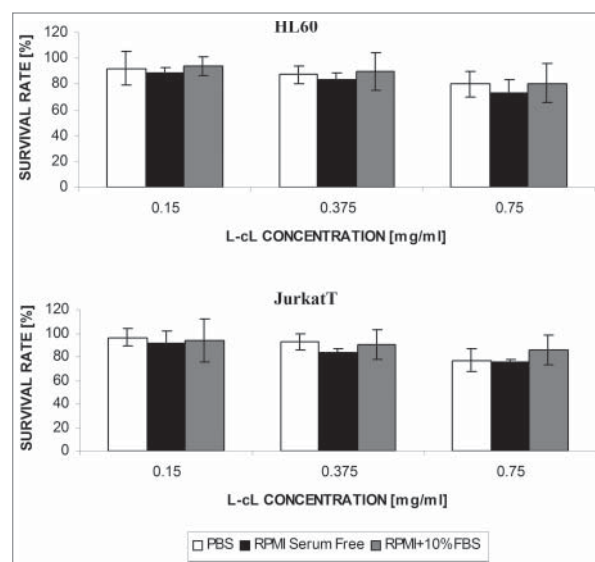 HL60
SURVIVAL RATE [%]
120
100
80
60
40
20
0
0.15 0.375 0.75
L-cL CONCENTRATION [mg/ml]
JurkatT
SURVIVAL RATE [%]
120
100
80
60
40
20
0
0.15 0.375 0.75
L-cL CONCENTRATION [mg/ml]
PBS RPMI Serum Free RPMI+10%FBS